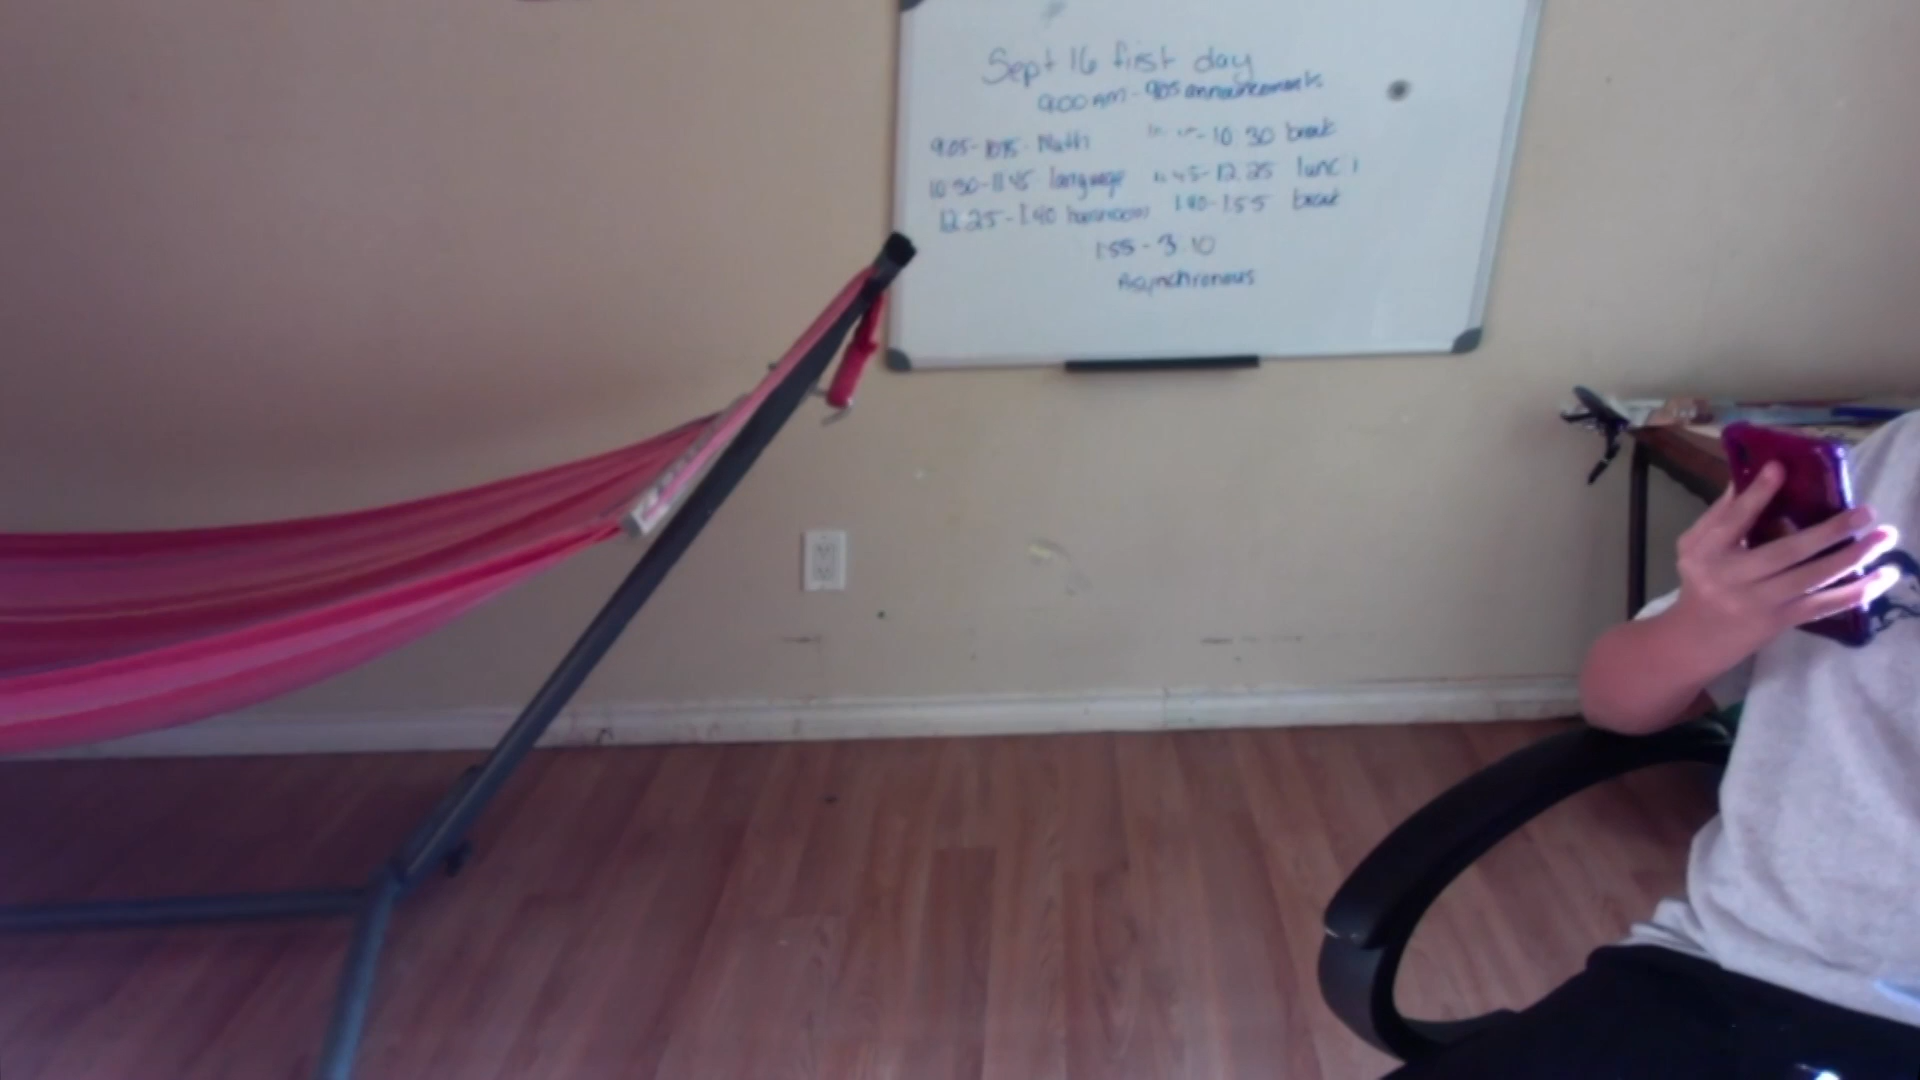 Sept 16 first day
9:00 AM - 9:05 announcements
9:05-10:15- Math - 10:30 break
10:30-11:45 language 11:45-12:25
12:25-1:40 homeroom 1:40-1:55 break
1:55 - 3:10
Asynchronous